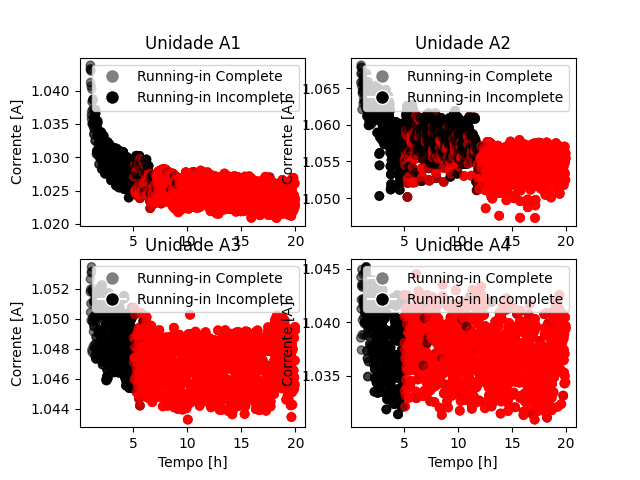 Unidade A1
Corrente [A]
1.040
1.035
1.030
1.025
1.020
5
10
15
20
Running-in Complete
Running-in Incomplete
Unidade A2
Corrente [A]
1.065
1.060
1.055
1.050
5
10
15
20
Running-in Complete
Running-in Incomplete
Unidade A3
Corrente [A]
1.052
1.050
1.048
1.046
1.044
5
10
15
20
Tempo [h]
Running-in Complete
Running-in Incomplete
Unidade A4
Corrente [A]
1.045
1.040
1.035
5
10
15
20
Tempo [h]
Running-in Complete
Running-in Incomplete